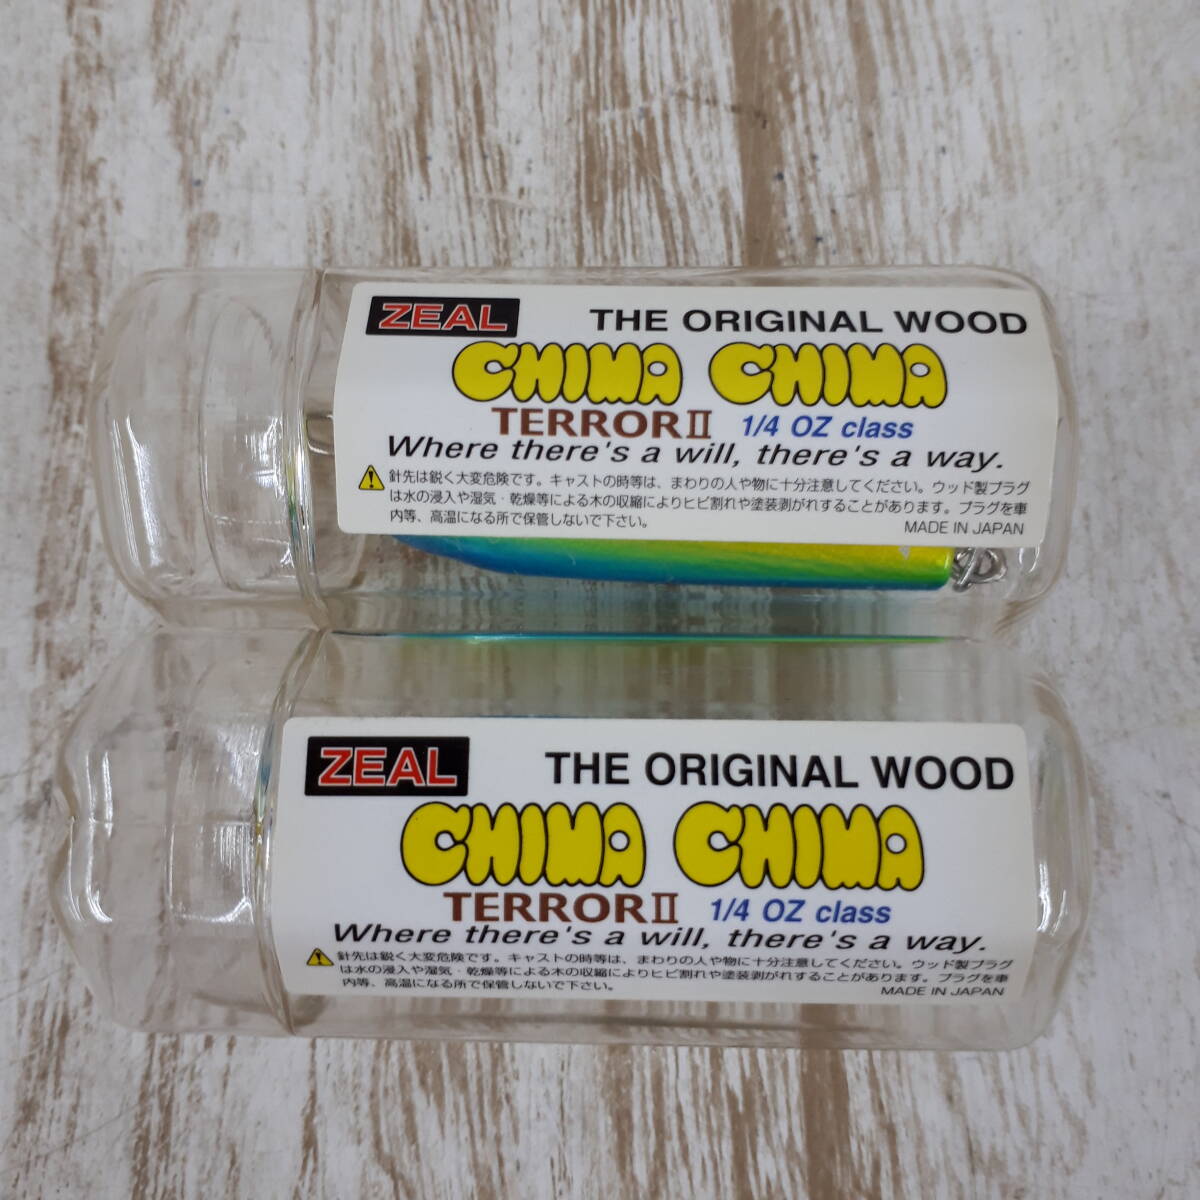 ZEAL THE ORIGINAL WOOD
CHIMA CHIMA
TERROR II 1/4 OZ class
Where there's a will, there's a way.
針先は鋭く大変危険です。キャストの時等は、まわりの人や物に十分注意してください。ウッド製プラグ
は水の浸入や湿気・乾燥等による木の収縮によりヒビ割れや塗装剥がれすることがあります。プラグを車
内等、高温になる所で保管しないで下さい。
MADE IN JAPAN
ZEAL THE ORIGINAL WOOD
CHIMA CHIMA
TERROR II 1/4 OZ class
Where there's a will, there's a way.
針先は鋭く大変危険です。キャストの時等は、まわりの人や物に十分注意してください。ウッド製プラグ
は水の浸入や湿気・乾燥等による木の収縮によりヒビ割れや塗装剥がれすることがあります。プラグを車
内等、高温になる所で保管しないで下さい。
MADE IN JAPAN